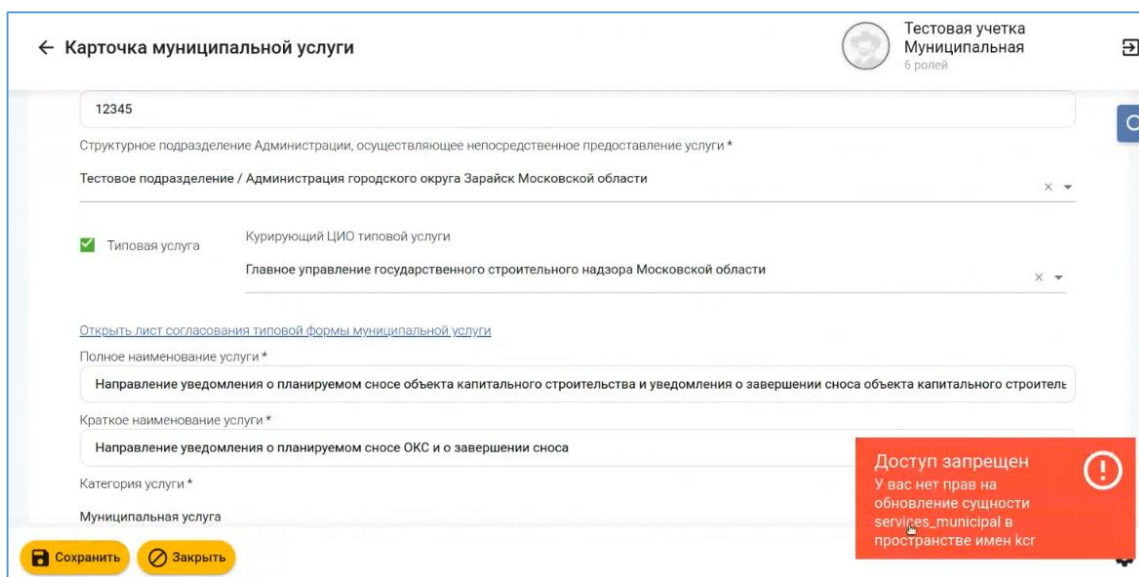 Карточка муниципальной услуги
Тестовая учетка
Муниципальная
6 ролей
12345
Структурное подразделение Администрации, осуществляющее непосредственное предоставление услуги *
Тестовое подразделение / Администрация городского округа Зарайск Московской области
Типовая услуга
Курирующий ЦИО типовой услуги
Главное управление государственного строительного надзора Московской области
Открыть лист согласования типовой формы муниципальной услуги
Полное наименование услуги *
Направление уведомления о планируемом сносе объекта капитального строительства и уведомления о завершении сноса объекта капитального строитель
Краткое наименование услуги *
Направление уведомления о планируемом сносе ОКС и о завершении сноса
Категория услуги *
Муниципальная услуга
Доступ запрещен
У вас нет прав на
обновление сущности
services_municipal в
пространстве имен kcr
Сохранить
Закрыть